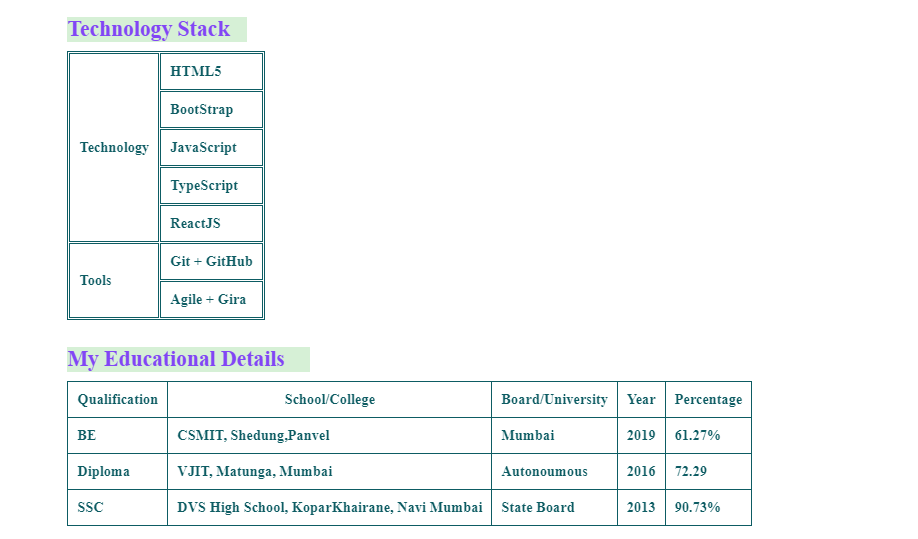 Technology Stack
HTML5
BootStrap
Technology JavaScript
TypeScript
ReactJS
Git + GitHub
Tools
Agile + Gira
My Educational Details
Qualification School/College Board/University Year Percentage
BE CSMIT, Shedung,Panvel Mumbai 2019 61.27%
Diploma VJIT, Matunga, Mumbai Autonoumous 2016 72.29
SSC DVS High School, KoparKhairane, Navi Mumbai State Board 2013 90.73%